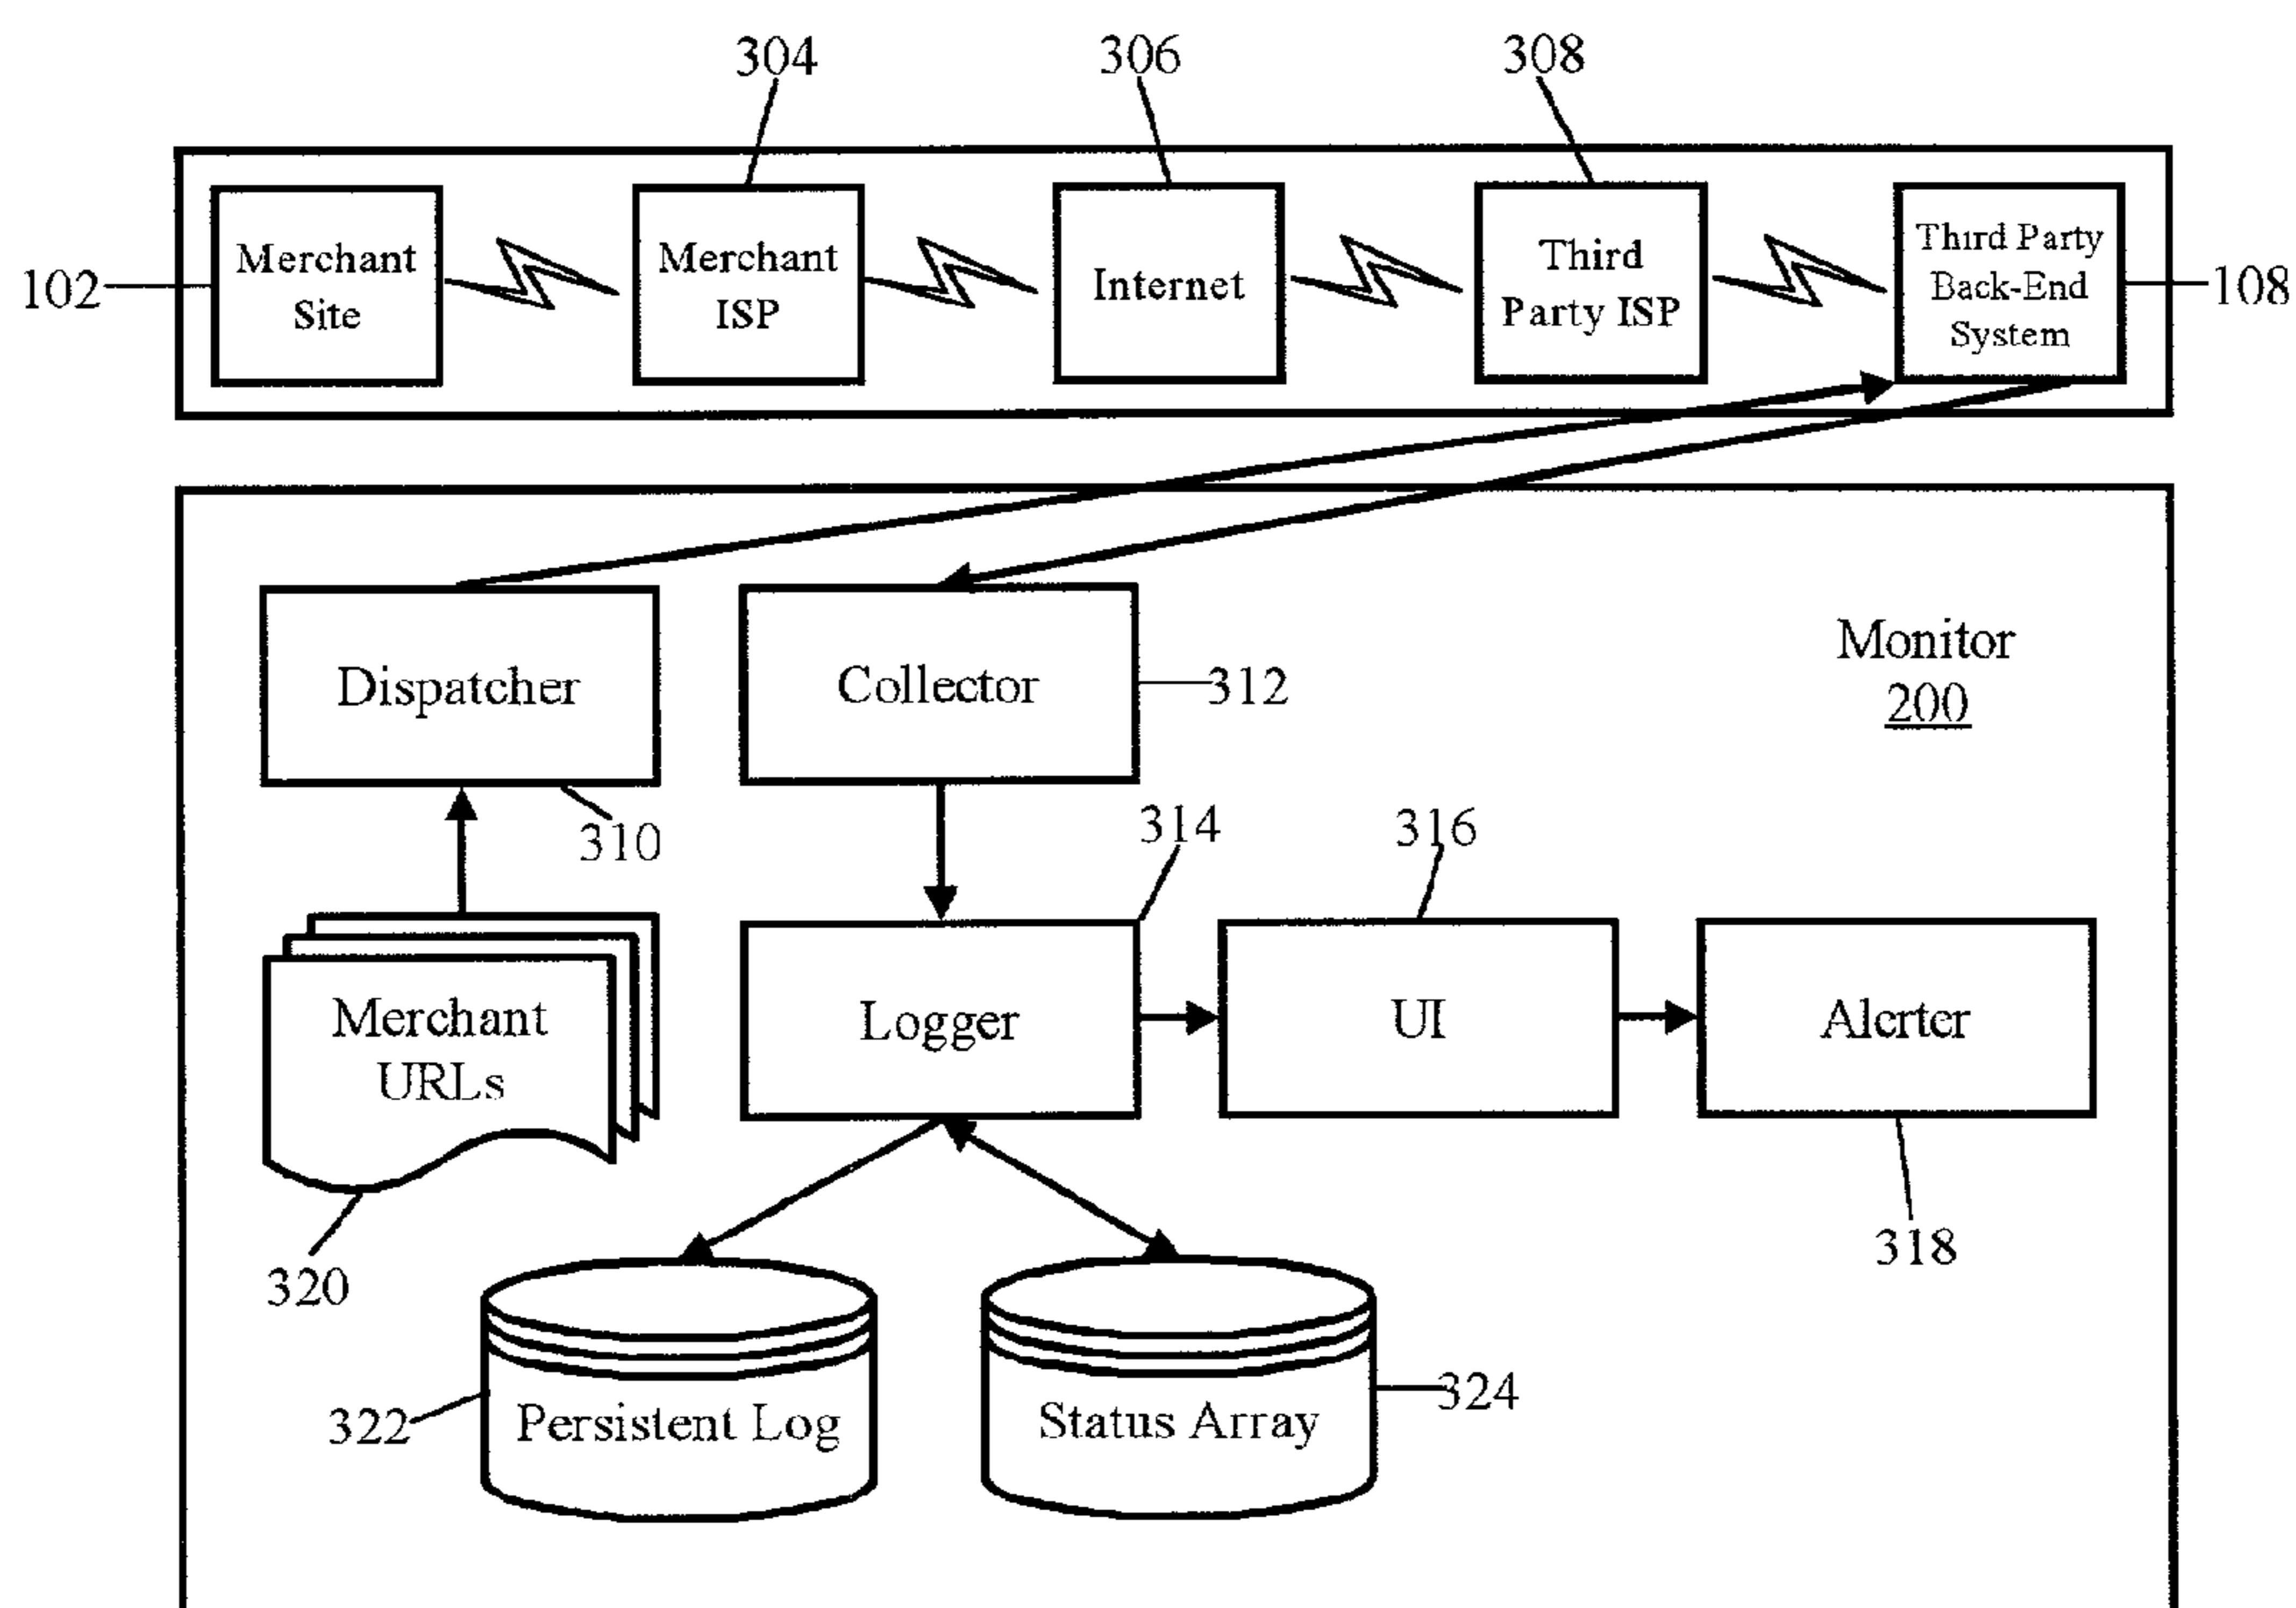 304
306
308
102
Merchant
Site
Merchant
ISP
Internet
Third
Party ISP
Third Party
Back-End
System
108
Monitor
200
Dispatcher
310
Collector
312
314
316
Merchant
URLs
320
Logger
UI
Alerter
318
322
Persistent Log
Status Array
324